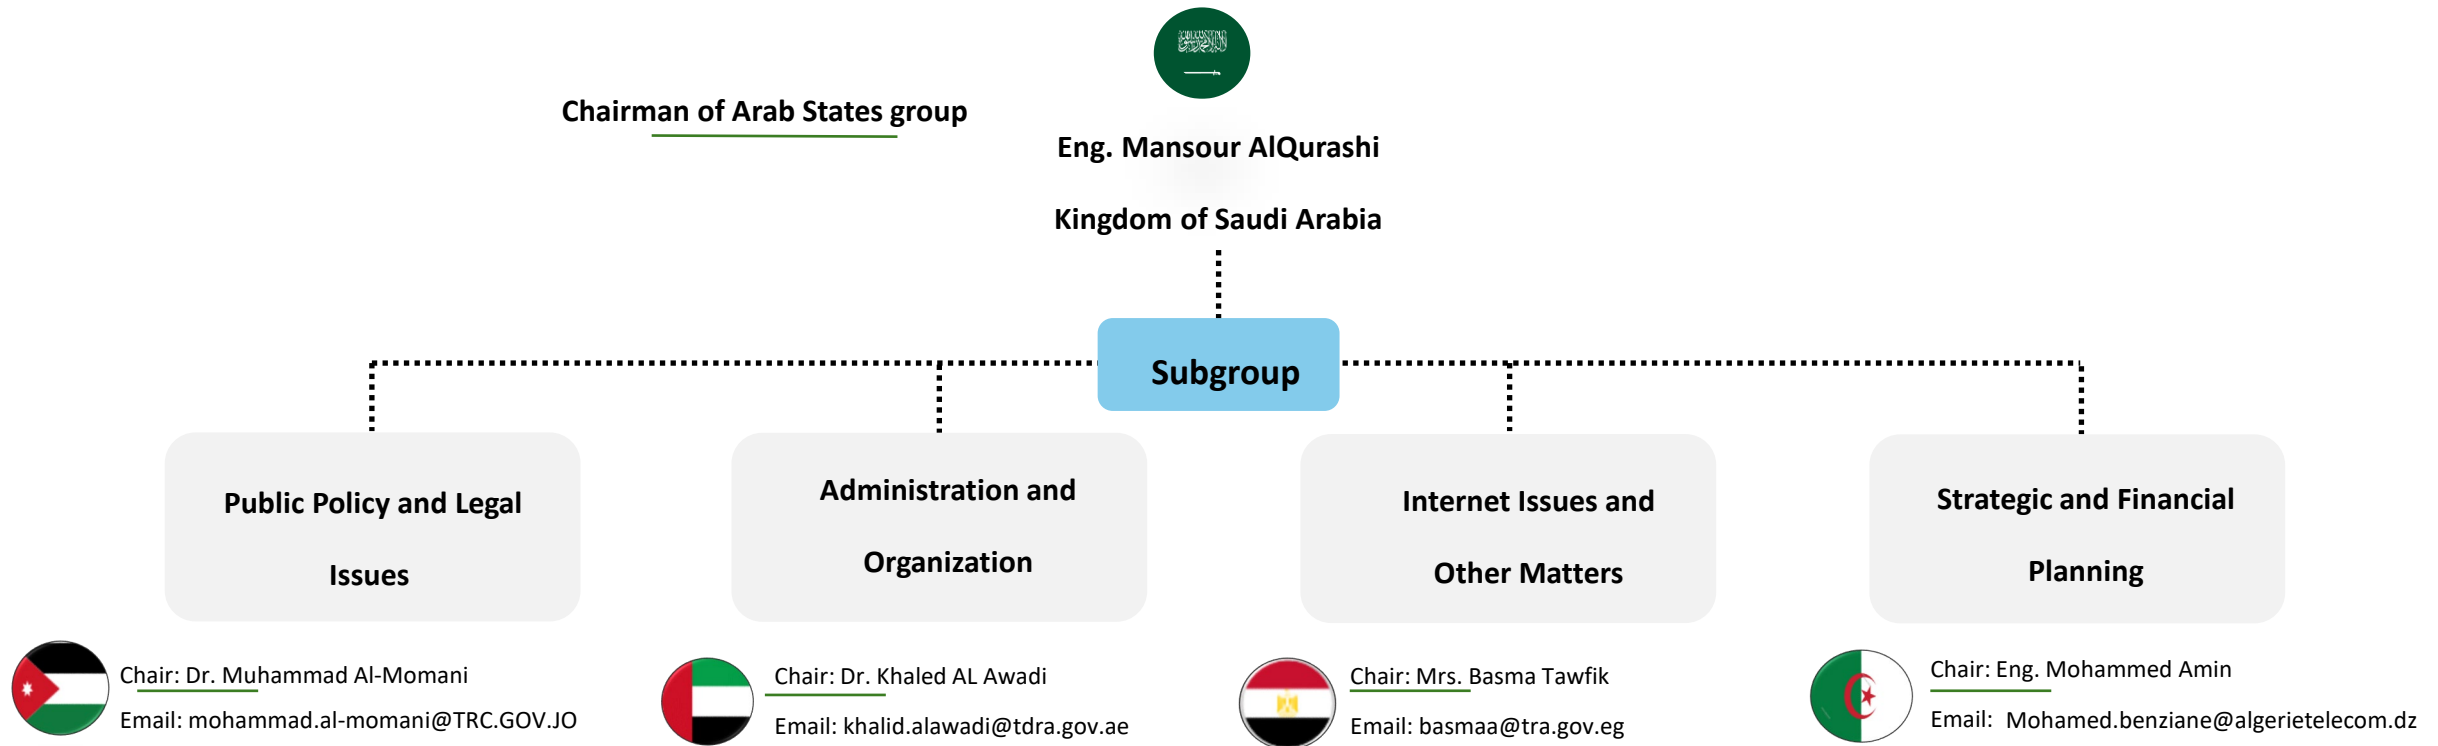 Chairman of Arab States group
Eng. Mansour AlQurashi
Kingdom of Saudi Arabia
Subgroup
Public Policy and Legal
Issues
Administration and
Organization
Internet Issues and
Other Matters
Strategic and Financial
Planning
Chair: Dr. Muhammad Al-Momani
Email: mohammad.al-momani@TRC.GOV.JO
Chair: Dr. Khaled AL Awadi
Email: khalid.alawadi@tdra.gov.ae
Chair: Mrs. Basma Tawfik
Email: basmaa@tra.gov.eg
Chair: Eng. Mohammed Amin
Email: Mohamed.benziane@algerietelecom.dz